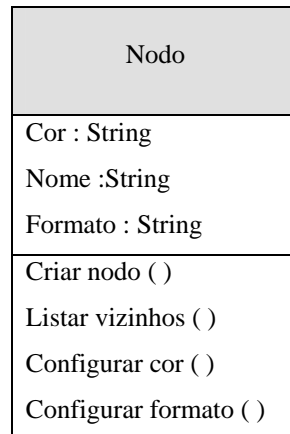 Nodo
Cor : String
Nome :String
Formato : String
Criar nodo ( )
Listar vizinhos ( )
Configurar cor ( )
Configurar formato ( )